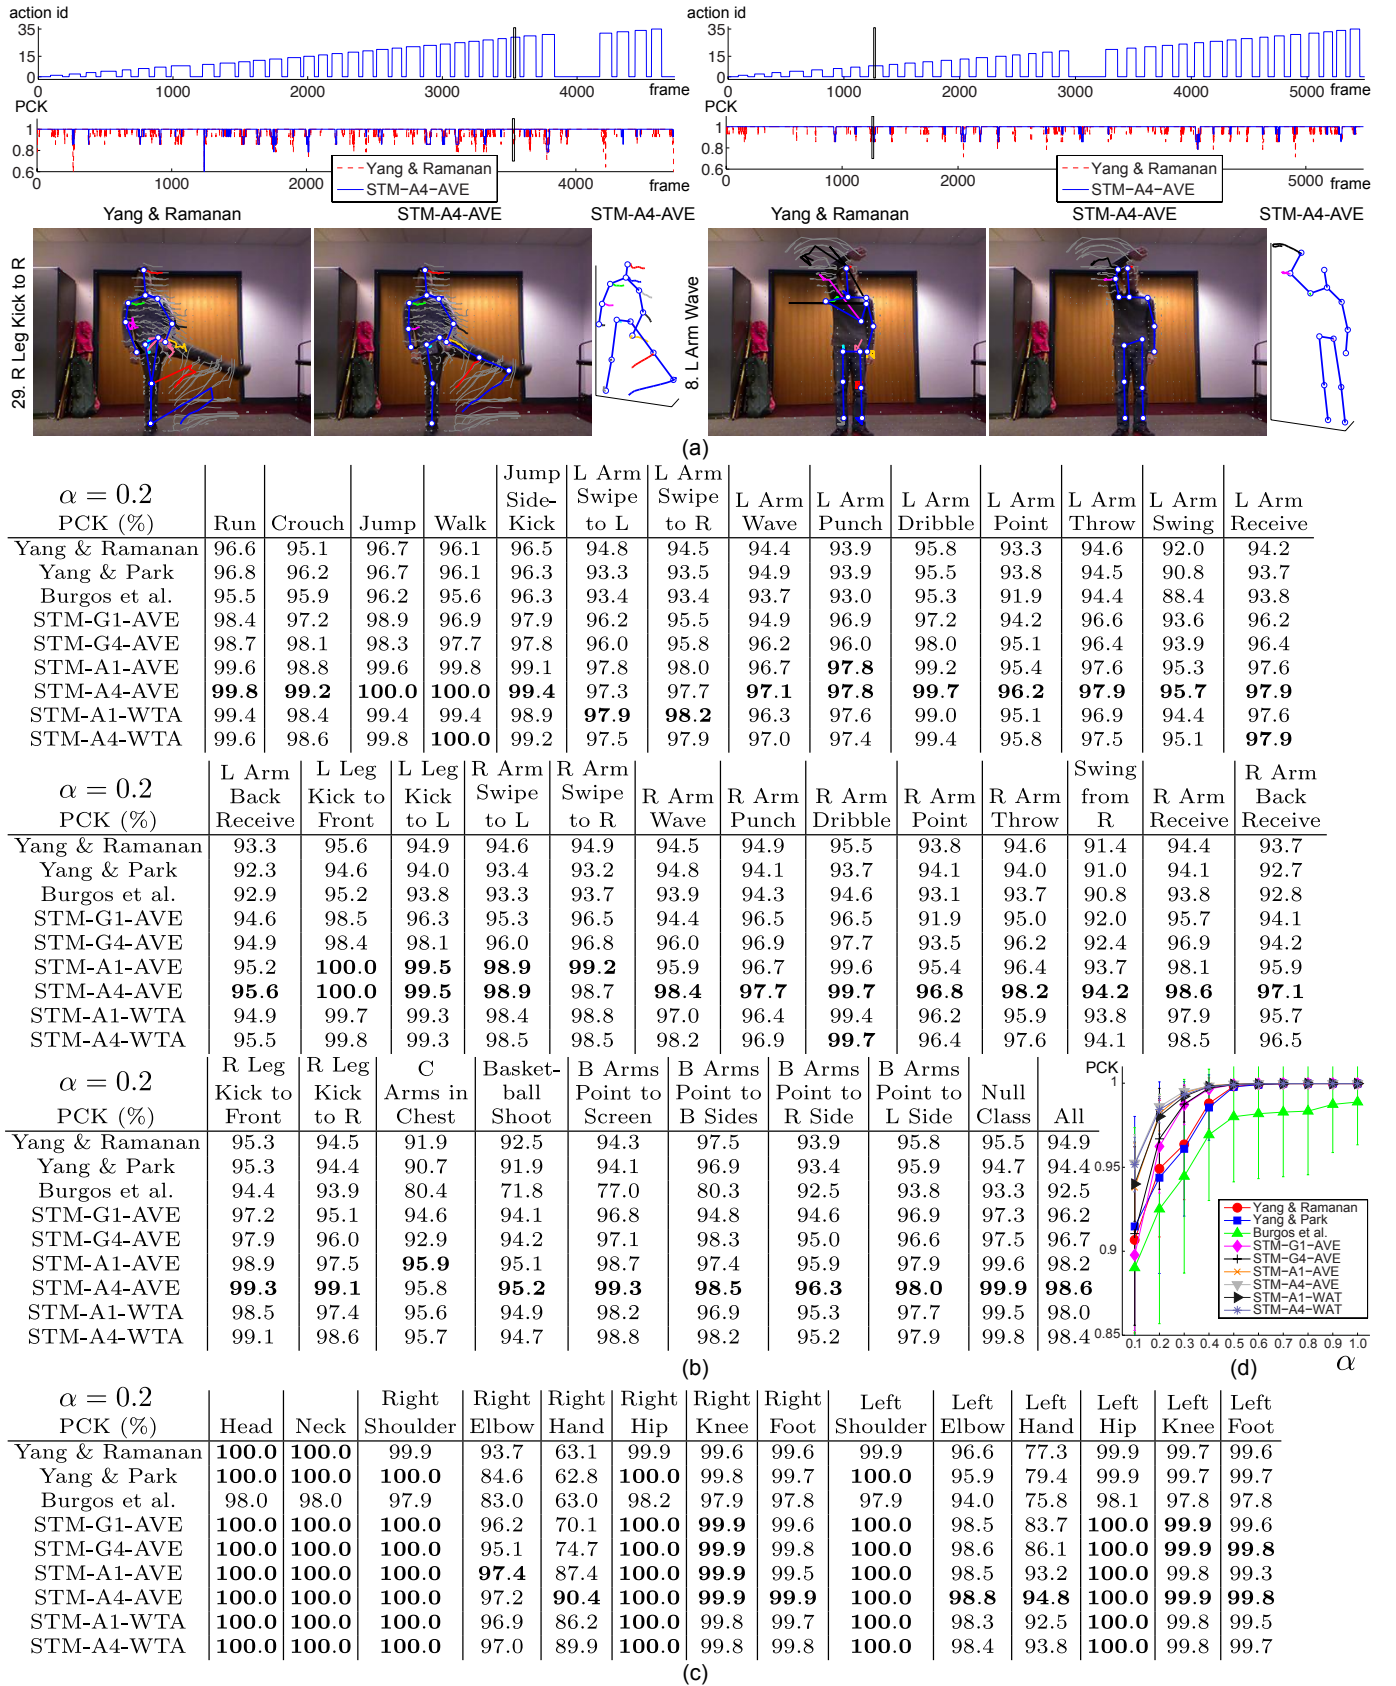 action id
35
15
0
0 1000 2000 3000 4000 frame
PCK
1
0.8
0.6
0 1000 2000 4000 frame
Yang & Ramanan
STM-A4-AVE
action id
35
15
0
0 1000 2000 3000 4000 5000 frame
PCK
1
0.8
0.6
0 1000 2000 5000 frame
Yang & Ramanan
STM-A4-AVE
Yang & Ramanan STM-A4-AVE STM-A4-AVE
29. R Leg Kick to R
Yang & Ramanan STM-A4-AVE STM-A4-AVE
8. L Arm Wave
(a)
Jump L Arm L Arm
α = 0.2 Side- Swipe Swipe L Arm L Arm L Arm L Arm L Arm L Arm L Arm
PCK (%) Run Crouch Jump Walk Kick to L to R Wave Punch Dribble Point Throw Swing Receive
Yang & Ramanan 96.6 95.1 96.7 96.1 96.5 94.8 94.5 94.4 93.9 95.8 93.3 94.6 92.0 94.2
Yang & Park 96.8 96.2 96.7 96.1 96.3 93.3 93.5 94.9 93.9 95.5 93.8 94.5 90.8 93.7
Burgos et al. 95.5 95.9 96.2 95.6 96.3 93.4 93.4 93.7 93.0 95.3 91.9 94.4 88.4 93.8
STM-G1-AVE 98.4 97.2 98.9 96.9 97.9 96.2 95.5 94.9 96.9 97.2 94.2 96.6 93.6 96.2
STM-G4-AVE 98.7 98.1 98.3 97.7 97.8 96.0 95.8 96.2 96.0 98.0 95.1 96.4 93.9 96.4
STM-A1-AVE 99.6 98.8 99.6 99.8 99.1 97.8 98.0 96.7 97.8 99.2 95.4 97.6 95.3 97.6
STM-A4-AVE 99.8 99.2 100.0 100.0 99.4 97.3 97.7 97.1 97.8 99.7 96.2 97.9 95.7 97.9
STM-A1-WTA 99.4 98.4 99.4 99.4 98.9 97.9 98.2 96.3 97.6 99.0 95.1 96.9 94.4 97.6
STM-A4-WTA 99.6 98.6 99.8 100.0 99.2 97.5 97.9 97.0 97.4 99.4 95.8 97.5 95.1 97.9
L Arm L Leg L Leg R Arm R Arm Swing R Arm
α = 0.2 Back Kick to Kick Swipe Swipe R Arm R Arm R Arm R Arm R Arm from R Arm Back
PCK (%) Receive Front to L to L to R Wave Punch Dribble Point Throw R Receive Receive
Yang & Ramanan 93.3 95.6 94.9 94.6 94.9 94.5 94.9 95.5 93.8 94.6 91.4 94.4 93.7
Yang & Park 92.3 94.6 94.0 93.4 93.2 94.8 94.1 93.7 94.1 94.0 91.0 94.1 92.7
Burgos et al. 92.9 95.2 93.8 93.3 93.7 93.9 94.3 94.6 93.1 93.7 90.8 93.8 92.8
STM-G1-AVE 94.6 98.5 96.3 95.3 96.5 94.4 96.5 96.5 91.9 95.0 92.0 95.7 94.1
STM-G4-AVE 94.9 98.4 98.1 96.0 96.8 96.0 96.9 97.7 93.5 96.2 92.4 96.9 94.2
STM-A1-AVE 95.2 100.0 99.5 98.9 99.2 95.9 96.7 99.6 95.4 96.4 93.7 98.1 95.9
STM-A4-AVE 95.6 100.0 99.5 98.9 98.7 98.4 97.7 99.7 96.8 98.2 94.2 98.6 97.1
STM-A1-WTA 94.9 99.7 99.3 98.4 98.8 97.0 96.4 99.4 96.2 95.9 93.8 97.9 95.7
STM-A4-WTA 95.5 99.8 99.3 98.5 98.5 98.2 96.9 99.7 96.4 97.6 94.1 98.5 96.5
R Leg R Leg C Basket- B Arms B Arms B Arms B Arms
α = 0.2 Kick to Kick Arms in ball Point to Point to Point to Point to Null
PCK (%) Front to R Chest Shoot Screen B Sides R Side L Side Class All
Yang & Ramanan 95.3 94.5 91.9 92.5 94.3 97.5 93.9 95.8 95.5 94.9
Yang & Park 95.3 94.4 90.7 91.9 94.1 96.9 93.4 95.9 94.7 94.4
Burgos et al. 94.4 93.9 80.4 71.8 77.0 80.3 92.5 93.8 93.3 92.5
STM-G1-AVE 97.2 95.1 94.6 94.1 96.8 94.8 94.6 96.9 97.3 96.2
STM-G4-AVE 97.9 96.0 92.9 94.2 97.1 98.3 95.0 96.6 97.5 96.7
STM-A1-AVE 98.9 97.5 95.9 95.1 98.7 97.4 95.9 97.9 99.6 98.2
STM-A4-AVE 99.3 99.1 95.8 95.2 99.3 98.5 96.3 98.0 99.9 98.6
STM-A1-WTA 98.5 97.4 95.6 94.9 98.2 96.9 95.3 97.7 99.5 98.0
STM-A4-WTA 99.1 98.6 95.7 94.7 98.8 98.2 95.2 97.9 99.8 98.4
(b)
PCK
1
0.95
0.9
0.85
Yang & Ramanan
Yang & Park
Burgos et al.
STM-G1-AVE
STM-G4-AVE
STM-A1-AVE
STM-A4-AVE
STM-A1-WAT
STM-A4-WAT
0.1 0.2 0.3 0.4 0.5 0.6 0.7 0.8 0.9 1.0
(d) α
α = 0.2 Right Right Right Right Right Right Left Left Left Left Left Left
PCK (%) Head Neck Shoulder Elbow Hand Hip Knee Foot Shoulder Elbow Hand Hip Knee Foot
Yang & Ramanan 100.0 100.0 99.9 93.7 63.1 99.9 99.6 99.6 99.9 96.6 77.3 99.9 99.7 99.6
Yang & Park 100.0 100.0 100.0 84.6 62.8 100.0 99.8 99.7 100.0 95.9 79.4 99.9 99.7 99.7
Burgos et al. 98.0 98.0 97.9 83.0 63.0 98.2 97.9 97.8 97.9 94.0 75.8 98.1 97.8 97.8
STM-G1-AVE 100.0 100.0 100.0 96.2 70.1 100.0 99.9 99.6 100.0 98.5 83.7 100.0 99.9 99.6
STM-G4-AVE 100.0 100.0 100.0 95.1 74.7 100.0 99.9 99.8 100.0 98.6 86.1 100.0 99.9 99.8
STM-A1-AVE 100.0 100.0 100.0 97.4 87.4 100.0 99.9 99.5 100.0 98.5 93.2 100.0 99.8 99.3
STM-A4-AVE 100.0 100.0 100.0 97.2 90.4 100.0 99.9 99.9 100.0 98.8 94.8 100.0 99.9 99.8
STM-A1-WTA 100.0 100.0 100.0 96.9 86.2 100.0 99.8 99.7 100.0 98.3 92.5 100.0 99.8 99.5
STM-A4-WTA 100.0 100.0 100.0 97.0 89.9 100.0 99.8 99.8 100.0 98.4 93.8 100.0 99.8 99.7
(c)